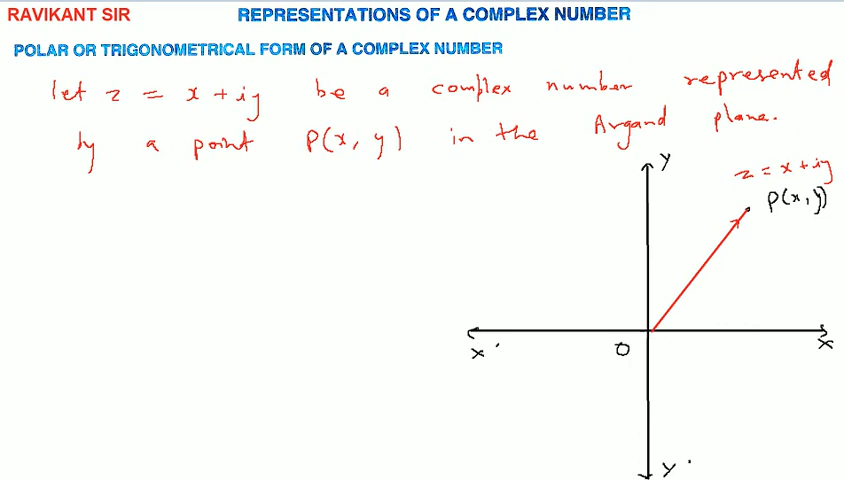 RAVIKANT SIR REPRESENTATIONS OF A COMPLEX NUMBER
POLAR OR TRIGONOMETRICAL FORM OF A COMPLEX NUMBER
let z = x + iy be a complex number represented
by a point P(x, y) in the Argand plane.
Y
z = x + iy
P(x, y)
X' O X
Y'